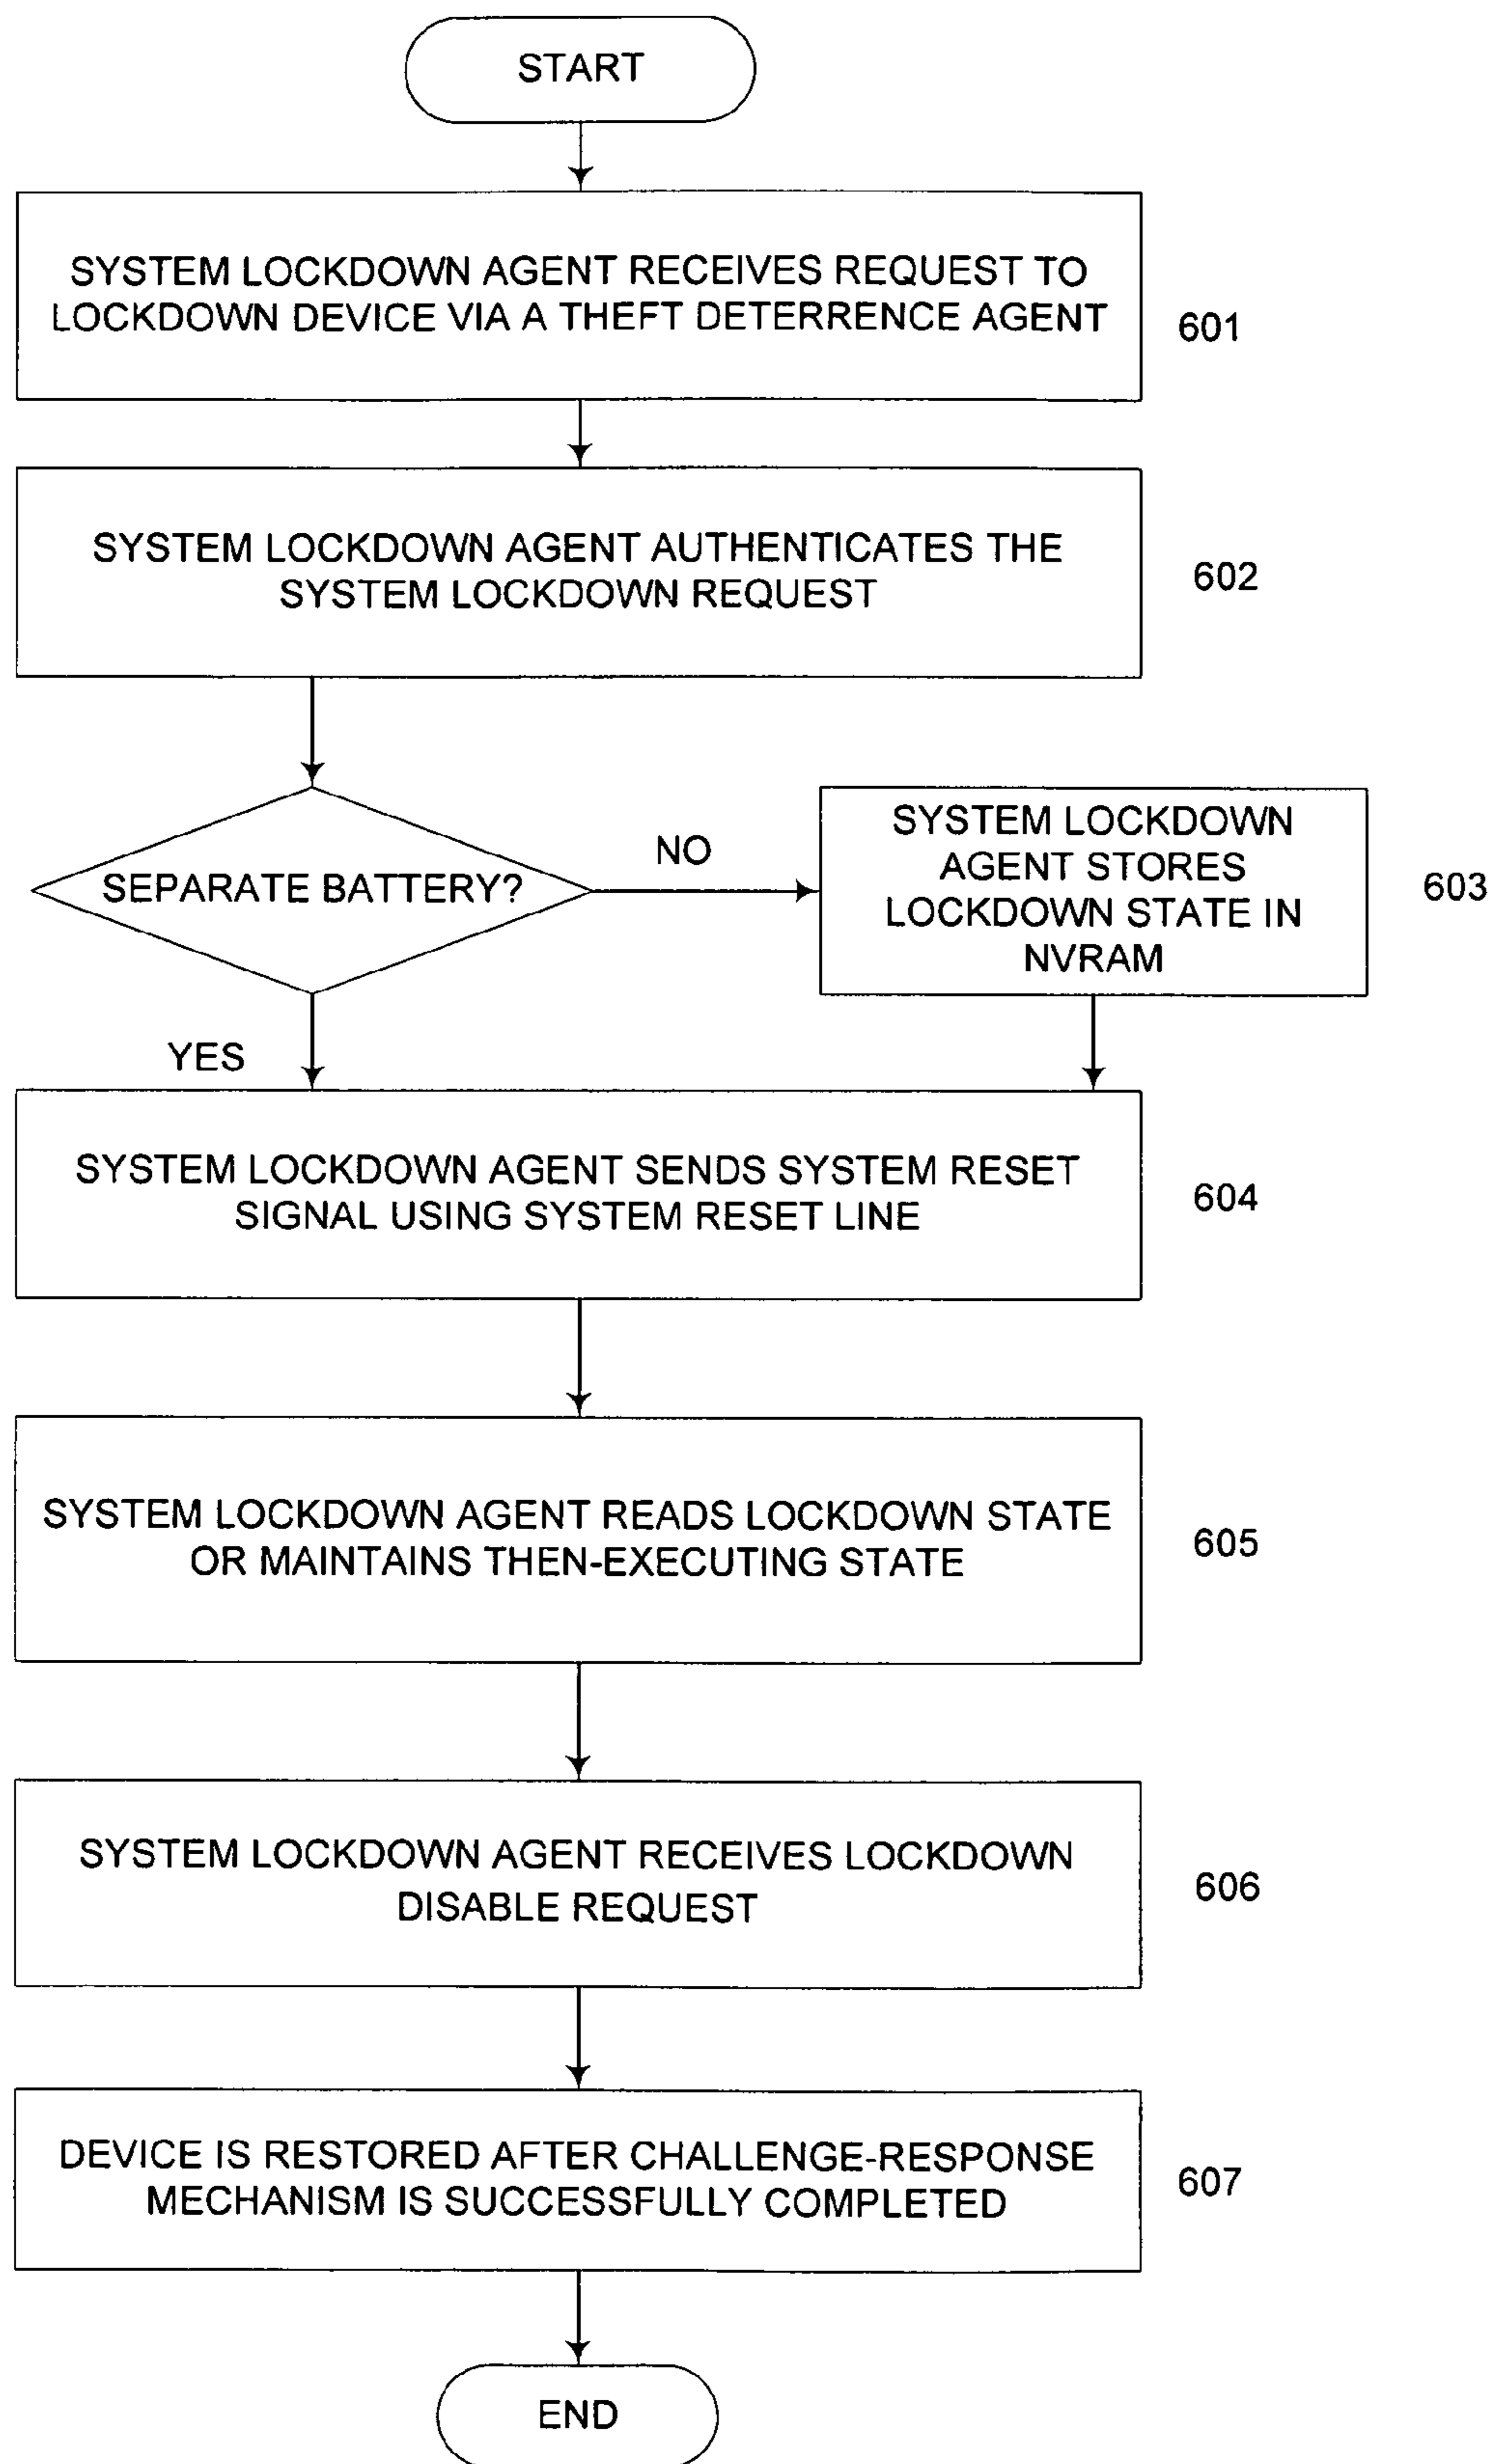 START
SYSTEM LOCKDOWN AGENT RECEIVES REQUEST TO
LOCKDOWN DEVICE VIA A THEFT DETERRENCE AGENT
601
SYSTEM LOCKDOWN AGENT AUTHENTICATES THE
SYSTEM LOCKDOWN REQUEST
602
SEPARATE BATTERY?
NO
SYSTEM LOCKDOWN
AGENT STORES
LOCKDOWN STATE IN
NVRAM
603
YES
SYSTEM LOCKDOWN AGENT SENDS SYSTEM RESET
SIGNAL USING SYSTEM RESET LINE
604
SYSTEM LOCKDOWN AGENT READS LOCKDOWN STATE
OR MAINTAINS THEN-EXECUTING STATE
605
SYSTEM LOCKDOWN AGENT RECEIVES LOCKDOWN
DISABLE REQUEST
606
DEVICE IS RESTORED AFTER CHALLENGE-RESPONSE
MECHANISM IS SUCCESSFULLY COMPLETED
607
END